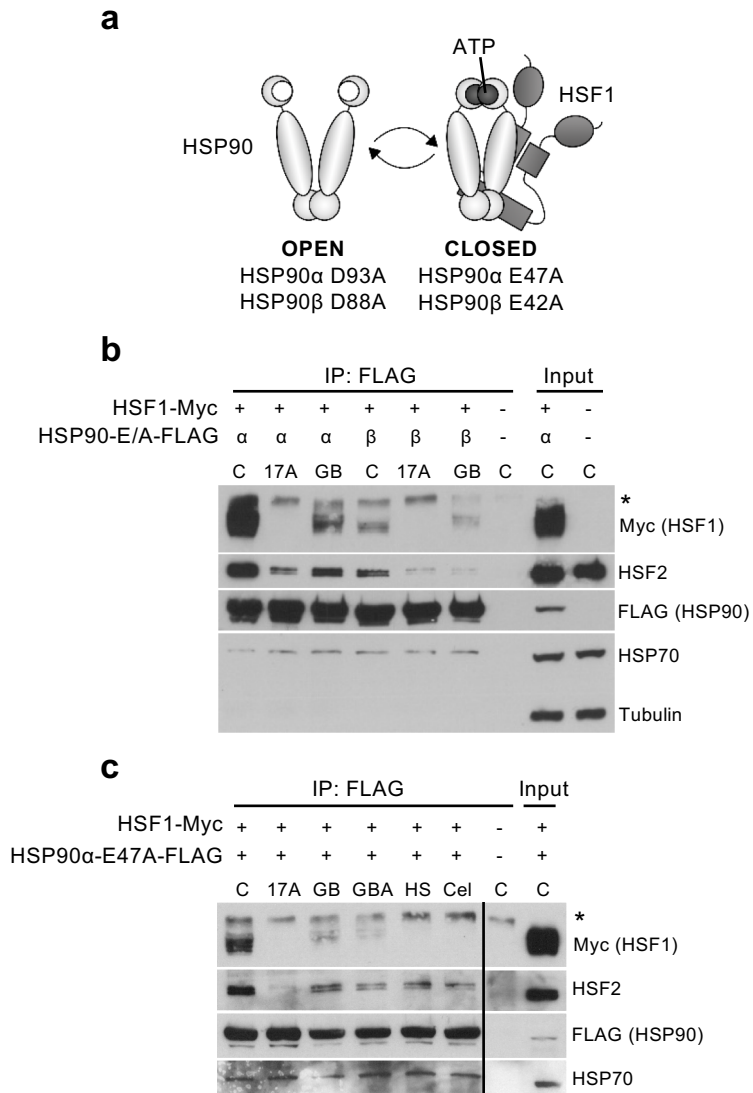 a
ATP
HSF1
HSP90
OPEN CLOSED
HSP90α D93A HSP90α E47A
HSP90β D88A HSP90β E42A
b
IP: FLAG Input
HSF1-Myc + + + + + + - + -
HSP90-E/A-FLAG α α α β β β - α -
C 17A GB C 17A GB C C C
*
Myc (HSF1)
HSF2
FLAG (HSP90)
HSP70
Tubulin
c
IP: FLAG Input
HSF1-Myc + + + + + + - +
HSP90α-E47A-FLAG + + + + + + - +
C 17A GB GBA HS Cel C C
*
Myc (HSF1)
HSF2
FLAG (HSP90)
HSP70